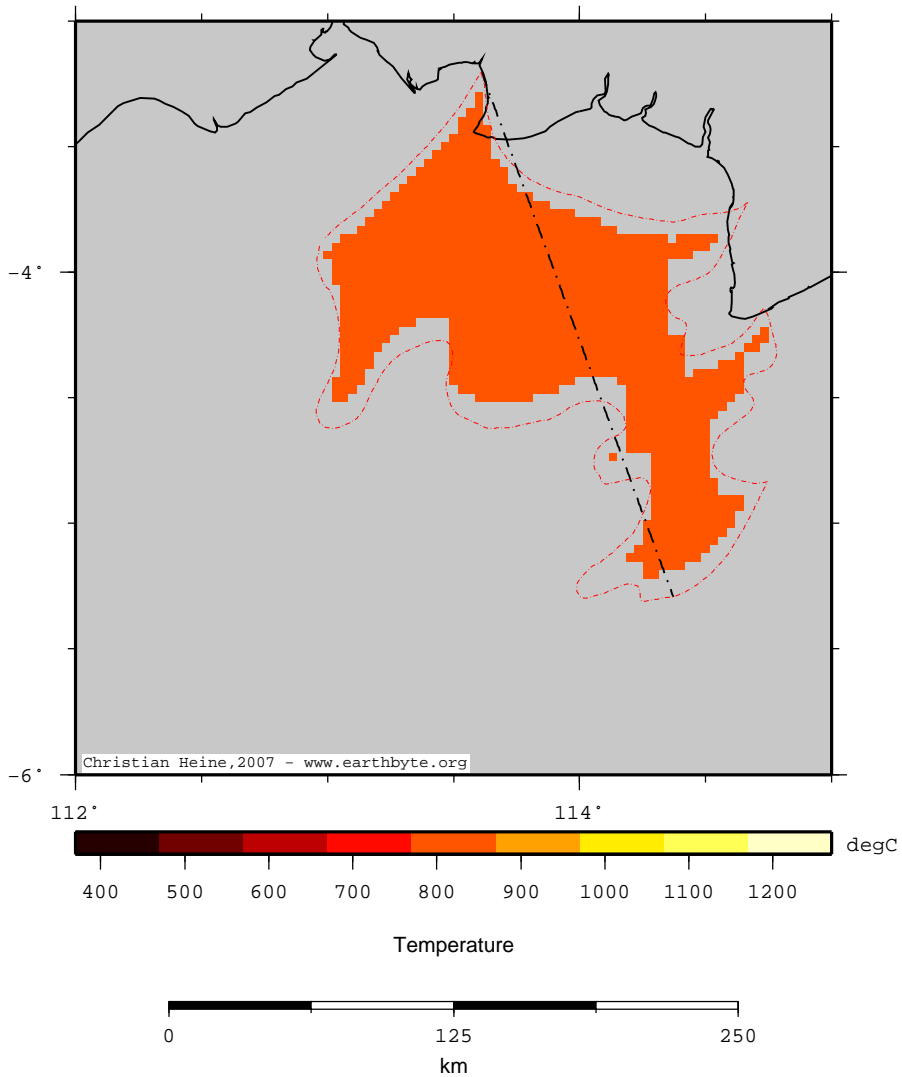 -4°
-6°
Christian Heine,2007 - www.earthbyte.org
112° 114°
degC
400 500 600 700 800 900 1000 1100 1200
Temperature
0 125 250
km